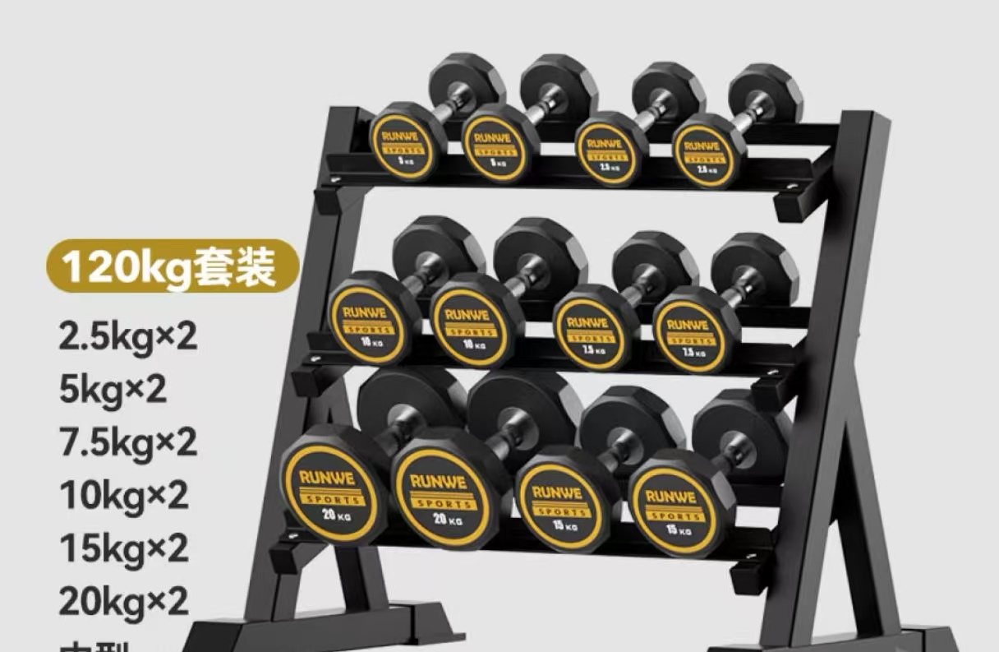 RUNWE
SPORTS
5 KG
RUNWE
SPORTS
5 KG
RUNWE
SPORTS
2.5 KG
RUNWE
SPORTS
2.5 KG
120kg套装
2.5kg×2
5kg×2
7.5kg×2
10kg×2
15kg×2
20kg×2
RUNWE
SPORTS
10 KG
RUNWE
SPORTS
10 KG
RUNWE
SPORTS
7.5 KG
RUNWE
SPORTS
7.5 KG
RUNWE
SPORTS
20 KG
RUNWE
SPORTS
20 KG
RUNWE
SPORTS
15 KG
RUNWE
SPORTS
15 KG